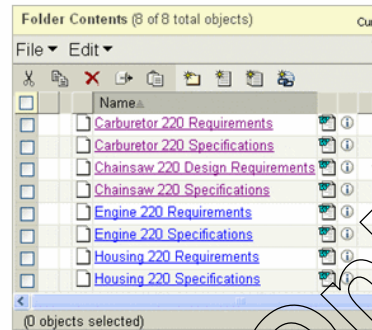 Folder Contents (8 of 8 total objects)
File Edit
Name
Carburetor 220 Requirements
Carburetor 220 Specifications
Chainsaw 220 Design Requirements
Chainsaw 220 Specifications
Engine 220 Requirements
Engine 220 Specifications
Housing 220 Requirements
Housing 220 Specifications
(0 objects selected)